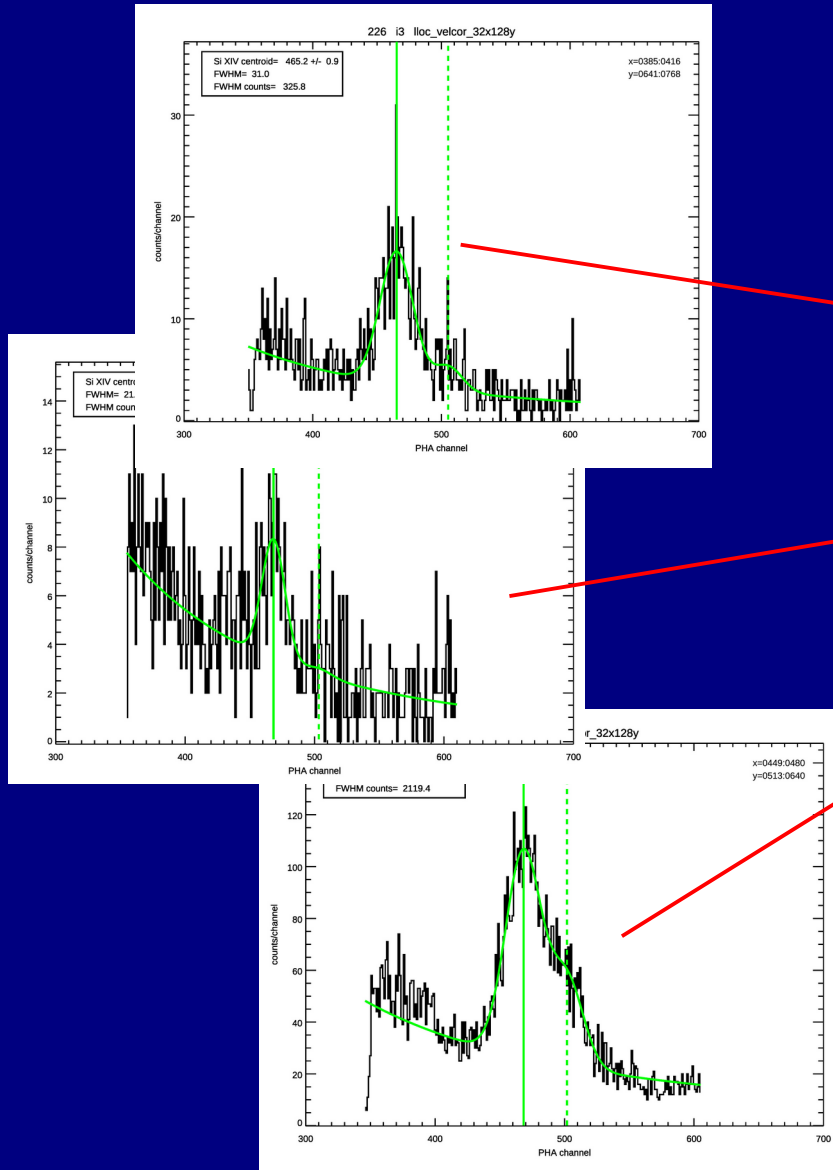 226 i3 lloc_velcor_32x128y
Si XIV centroid= 465.2 +/- 0.9
FWHM= 31.0
FWHM counts= 325.8
x=0385:0416
y=0641:0768
counts/channel
30
20
10
0
300 400 500 600 700
PHA channel
Si XIV centr
FWHM= 21.
FWHM coun
counts/channel
14
12
10
8
6
4
2
0
300 400 500 600 700
PHA channel
or_32x128y
x=0449:0480
y=0513:0640
FWHM counts= 2119.4
counts/channel
120
100
80
60
40
20
0
300 400 500 600 700
PHA channel